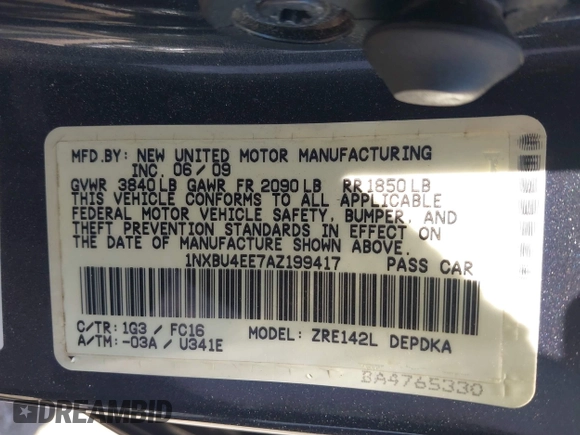 MFD.BY: NEW UNITED MOTOR MANUFACTURING
INC. 06/09
GVWR 3840 LB GAWR FR 2090 LB RR 1850 LB
THIS VEHICLE CONFORMS TO ALL APPLICABLE
FEDERAL MOTOR VEHICLE SAFETY, BUMPER, AND
THEFT PREVENTION STANDARDS IN EFFECT ON
THE DATE OF MANUFACTURE SHOWN ABOVE.
1NXBU4EE7AZ199417 PASS CAR
C/TR: 1G3 / FC16 MODEL: ZRE142L DEPDKA
A/TM: -03A / U341E
BA4765330
DREAMBID